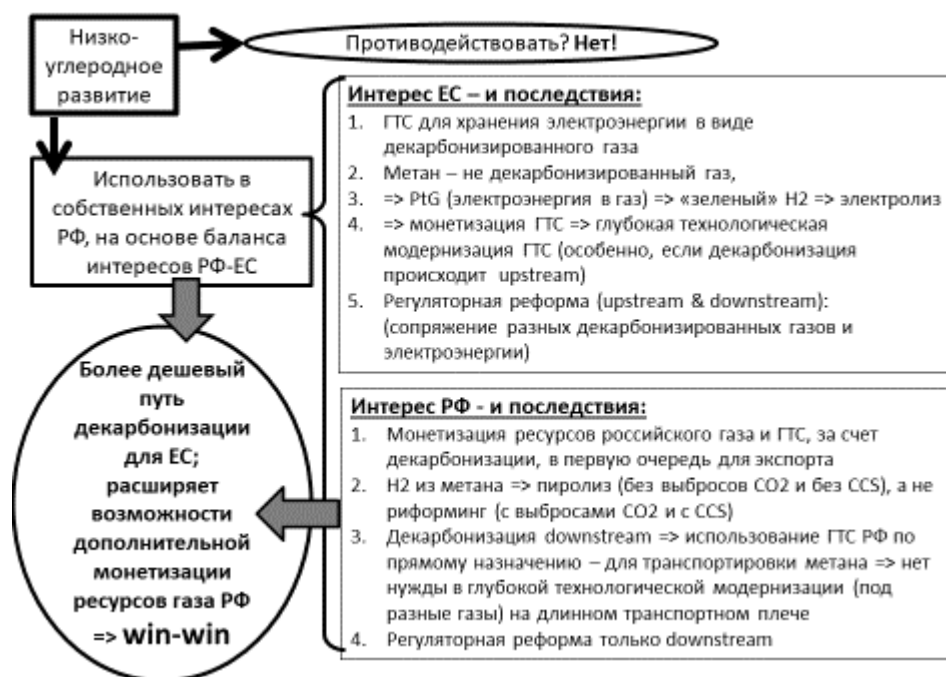 Низко-
углеродное
развитие
Противодействовать? Нет!
Использовать в
собственных интересах
РФ, на основе баланса
интересов РФ-ЕС
Интерес ЕС – и последствия:
1. ГТС для хранения электроэнергии в виде
декарбонизированного газа
2. Метан – не декарбонизированный газ,
3. => PtG (электроэнергия в газ) => «зеленый» H2 => электролиз
4. => монетизация ГТС => глубокая технологическая
модернизация ГТС (особенно, если декарбонизация
происходит upstream)
5. Регуляторная реформа (upstream & downstream):
(сопряжение разных декарбонизированных газов и
электроэнергии)
Более дешевый
путь
декарбонизации
для ЕС;
расширяет
возможности
дополнительной
монетизации
ресурсов газа РФ
=> win-win
Интерес РФ - и последствия:
1. Монетизация ресурсов российского газа и ГТС, за счет
декарбонизации, в первую очередь для экспорта
2. H2 из метана => пиролиз (без выбросов CO2 и без CCS), а не
риформинг (с выбросами CO2 и с CCS)
3. Декарбонизация downstream => использование ГТС РФ по
прямому назначению – для транспортировки метана => нет
нужды в глубокой технологической модернизации (под
разные газы) на длинном транспортном плече
4. Регуляторная реформа только downstream